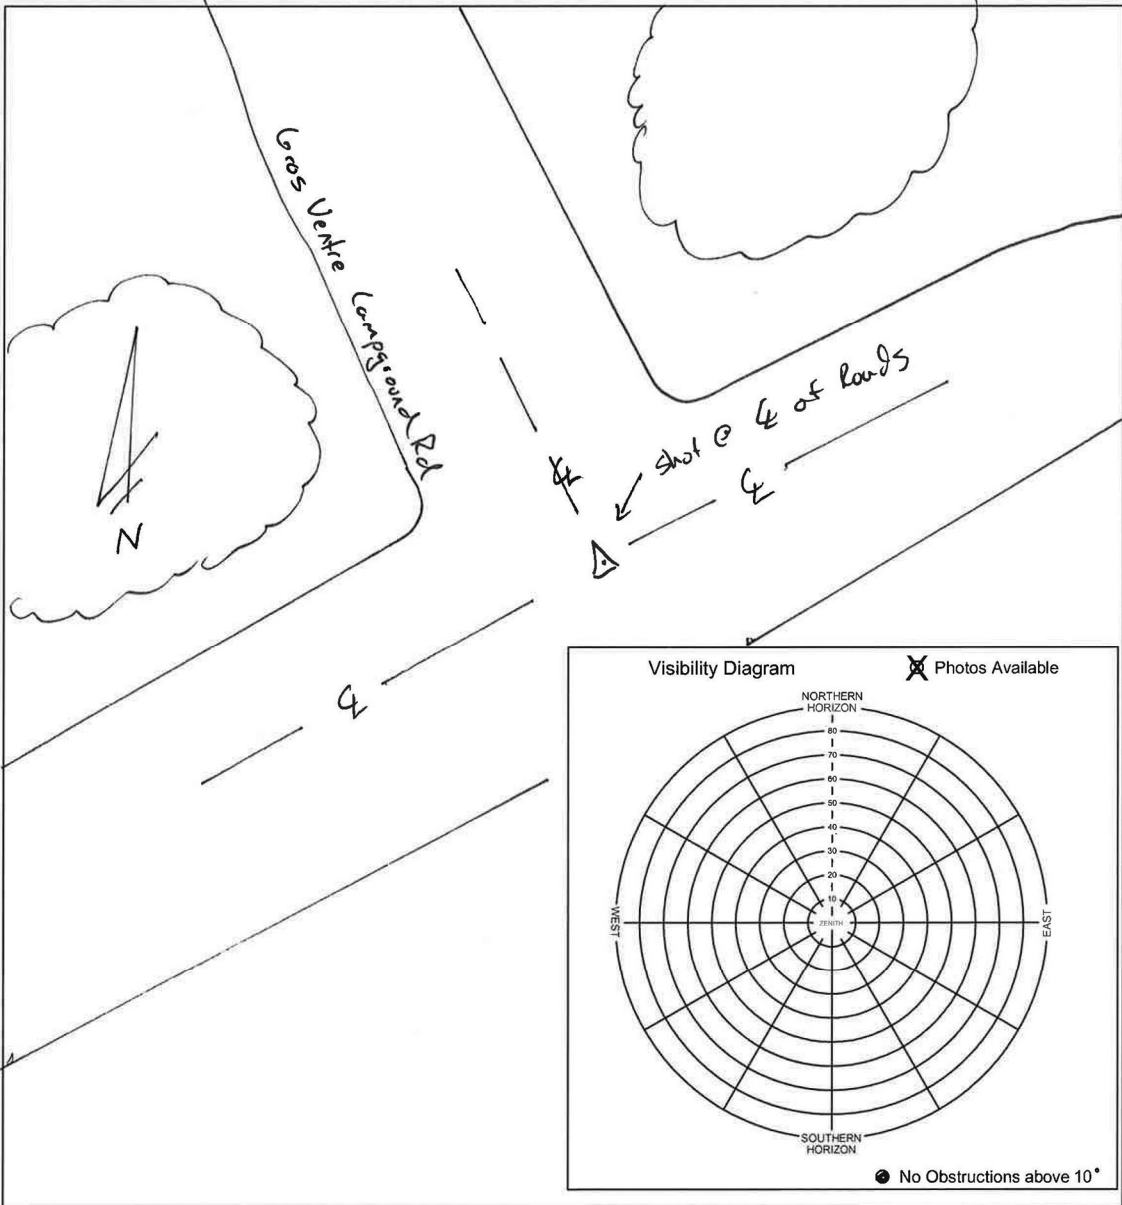 Gros Ventre Campground Rd
shot @ ℄ of Roads
℄
℄
N
℄
Visibility Diagram
Photos Available
NORTHERN
HORIZON
80
70
60
50
40
30
20
10
ZENITH
WEST
EAST
SOUTHERN
HORIZON
No Obstructions above 10°